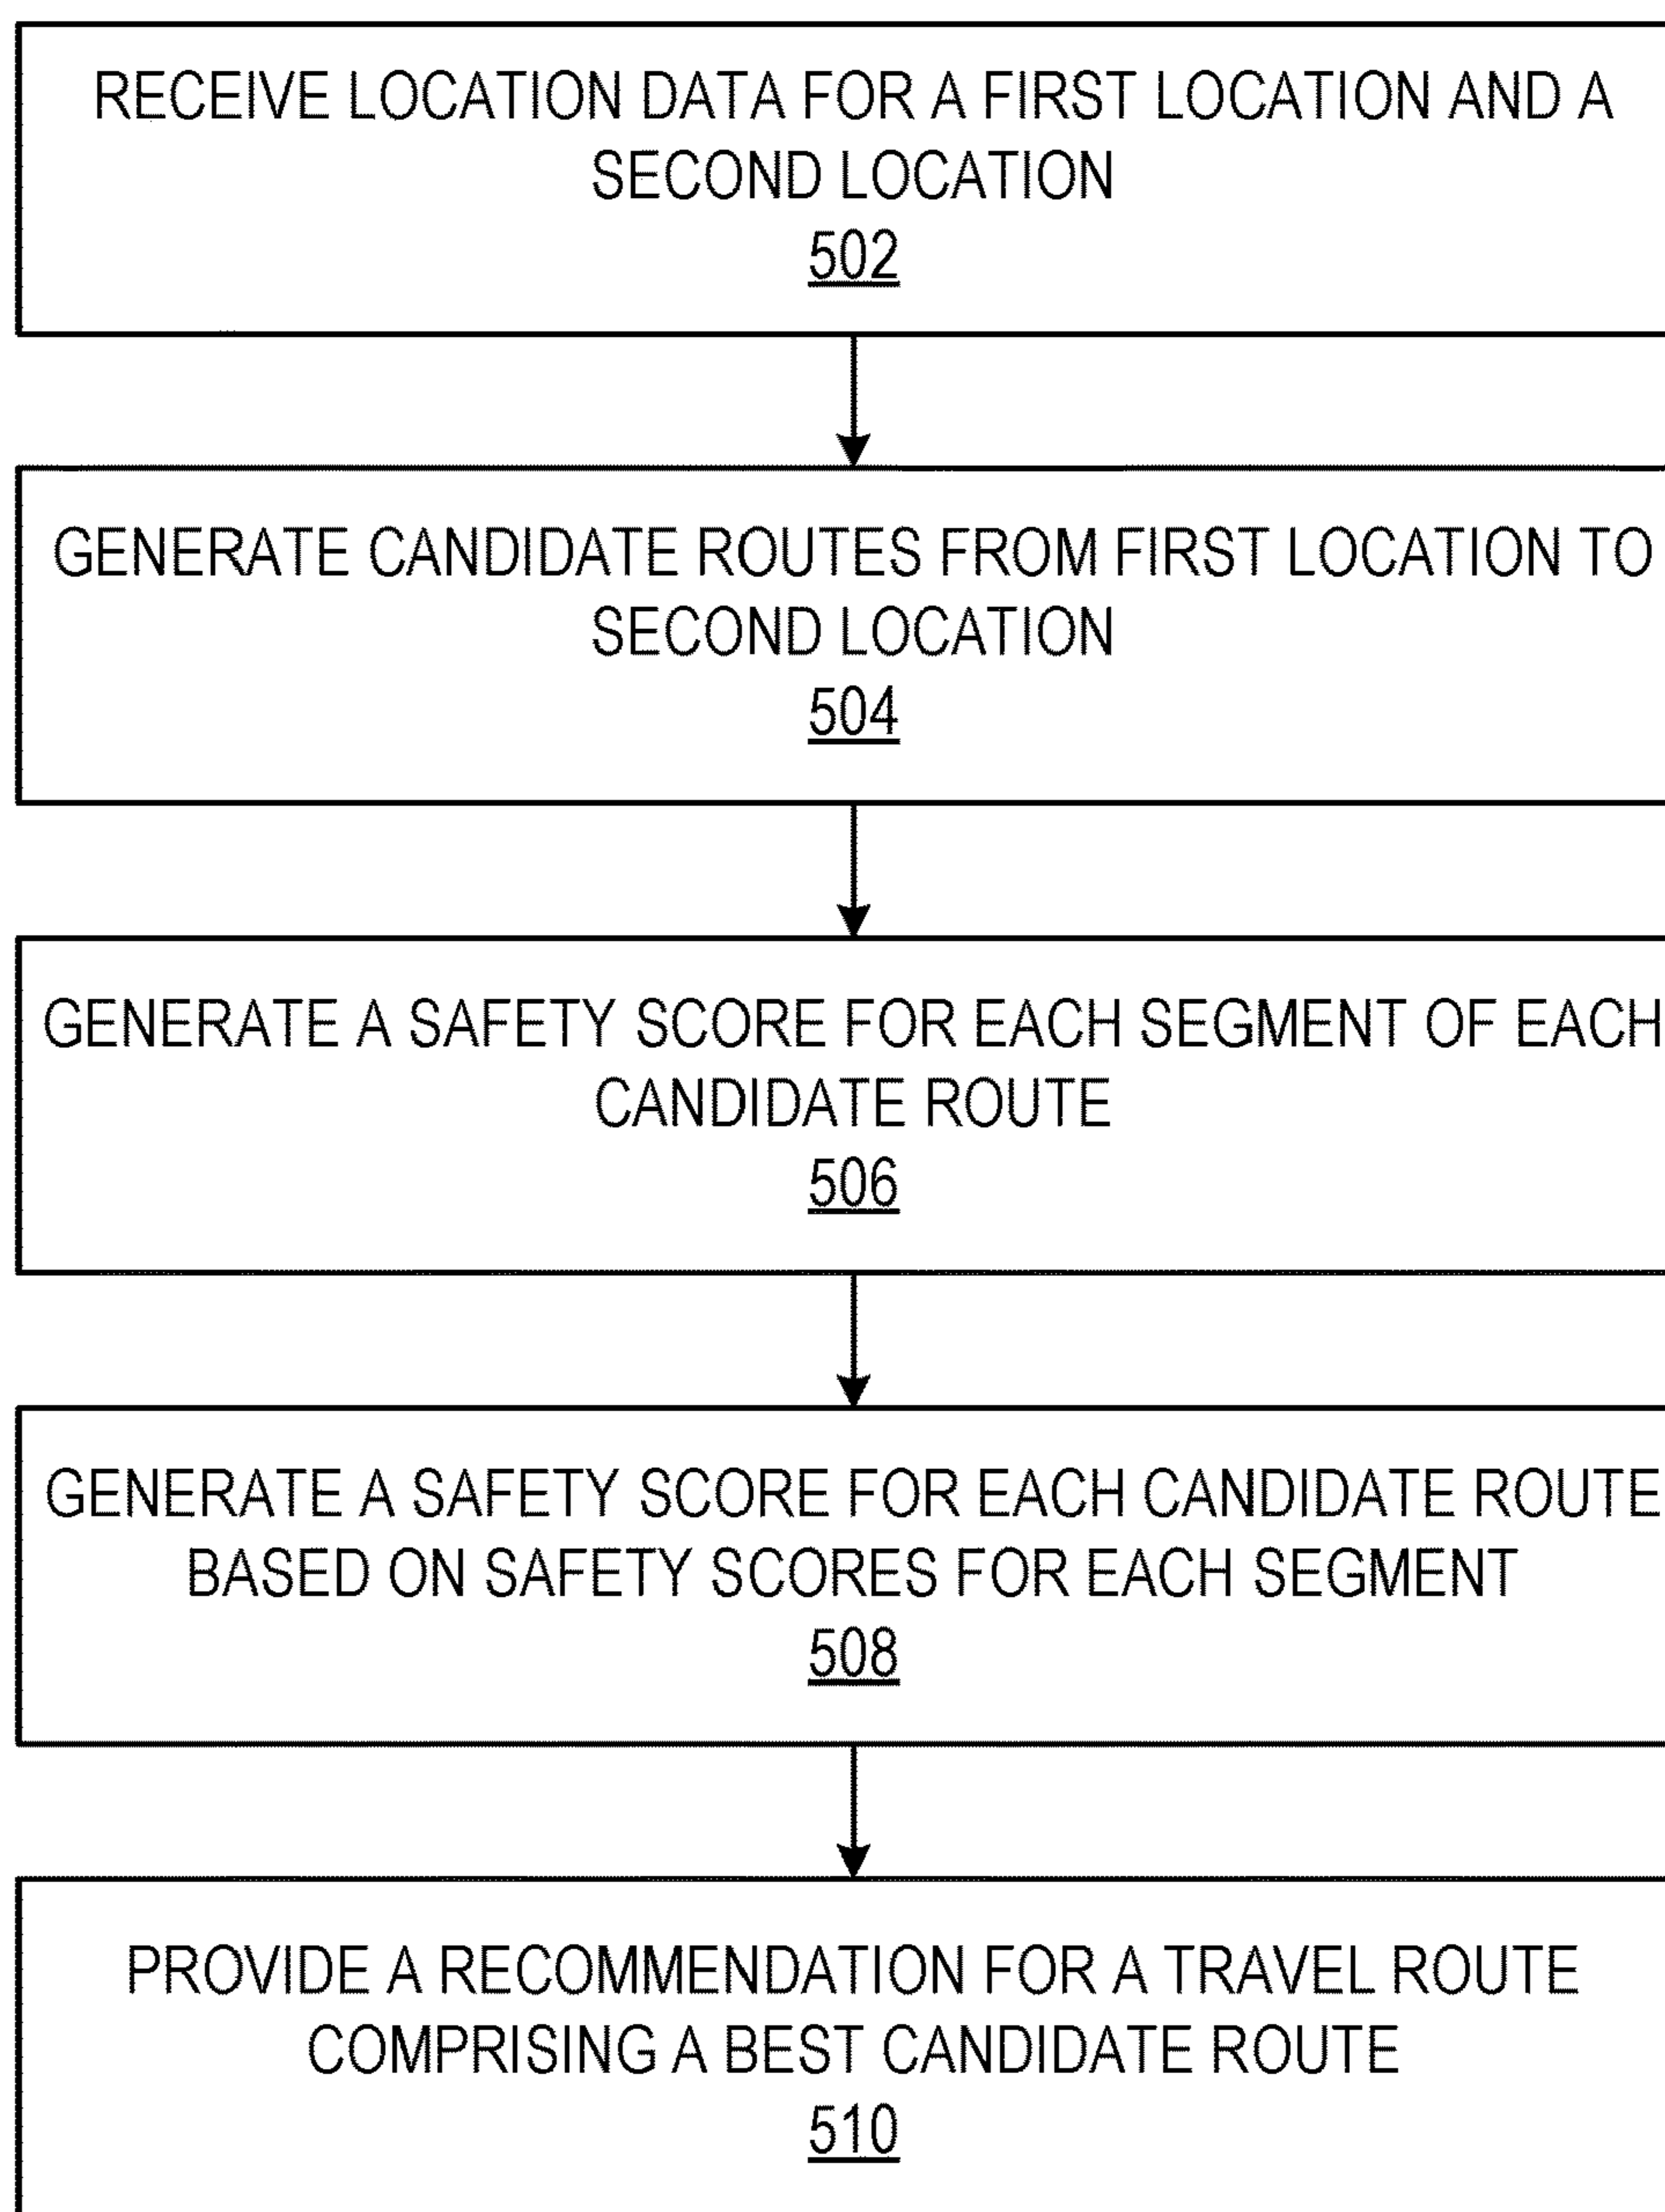 RECEIVE LOCATION DATA FOR A FIRST LOCATION AND A
SECOND LOCATION
502
GENERATE CANDIDATE ROUTES FROM FIRST LOCATION TO
SECOND LOCATION
504
GENERATE A SAFETY SCORE FOR EACH SEGMENT OF EACH
CANDIDATE ROUTE
506
GENERATE A SAFETY SCORE FOR EACH CANDIDATE ROUTE
BASED ON SAFETY SCORES FOR EACH SEGMENT
508
PROVIDE A RECOMMENDATION FOR A TRAVEL ROUTE
COMPRISING A BEST CANDIDATE ROUTE
510